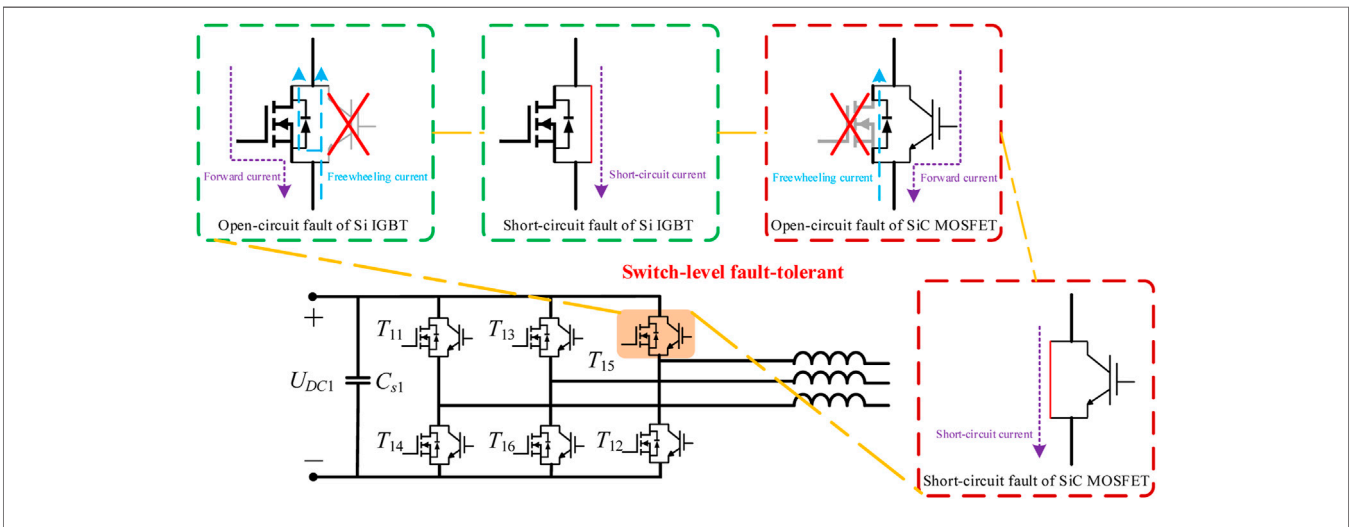 Forward current
Freewheeling current
Open-circuit fault of Si IGBT
Short-circuit current
Short-circuit fault of Si IGBT
Freewheeling current
Forward current
Open-circuit fault of SiC MOSFET
Switch-level fault-tolerant
+
T11
T13
T15
UDC1
Cs1
T14
T16
T12
−
Short-circuit current
Short-circuit fault of SiC MOSFET